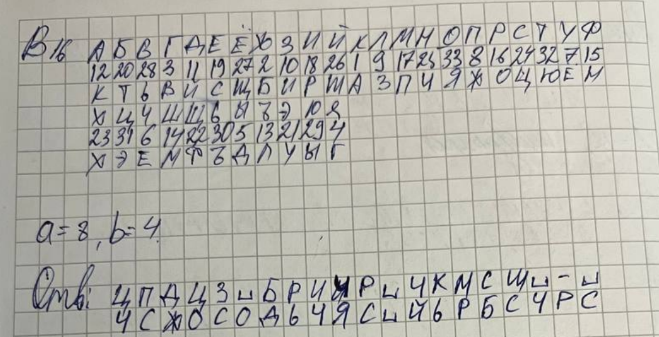 В16 А Б В Г Д Е Ё Ж З И Й К Л М Н О П Р С Т У Ф
12 20 28 3 11 19 27 2 10 18 26 1 9 17 25 33 8 16 24 32 7 15
К Т Ь В Й С Щ Б И Р Ш А З П Ч Я Ж О Ц Ю Е М
Х Ц Ч Ш Щ Ь Ы Ъ Э Ю Я
23 31 6 14 22 30 5 13 21 29 4
Х Э Е М Ф Ъ Д Л У Ы Г
a=8, b=4
Отв: Ц П Д Ц З ⊔ Б Р И Ч Р ⊔ Ч К М С Щ ⊔ - ⊔
Ч С Ж О С О Д Ь Ч Я С ⊔ Й Ь Р Б С Ч Р С